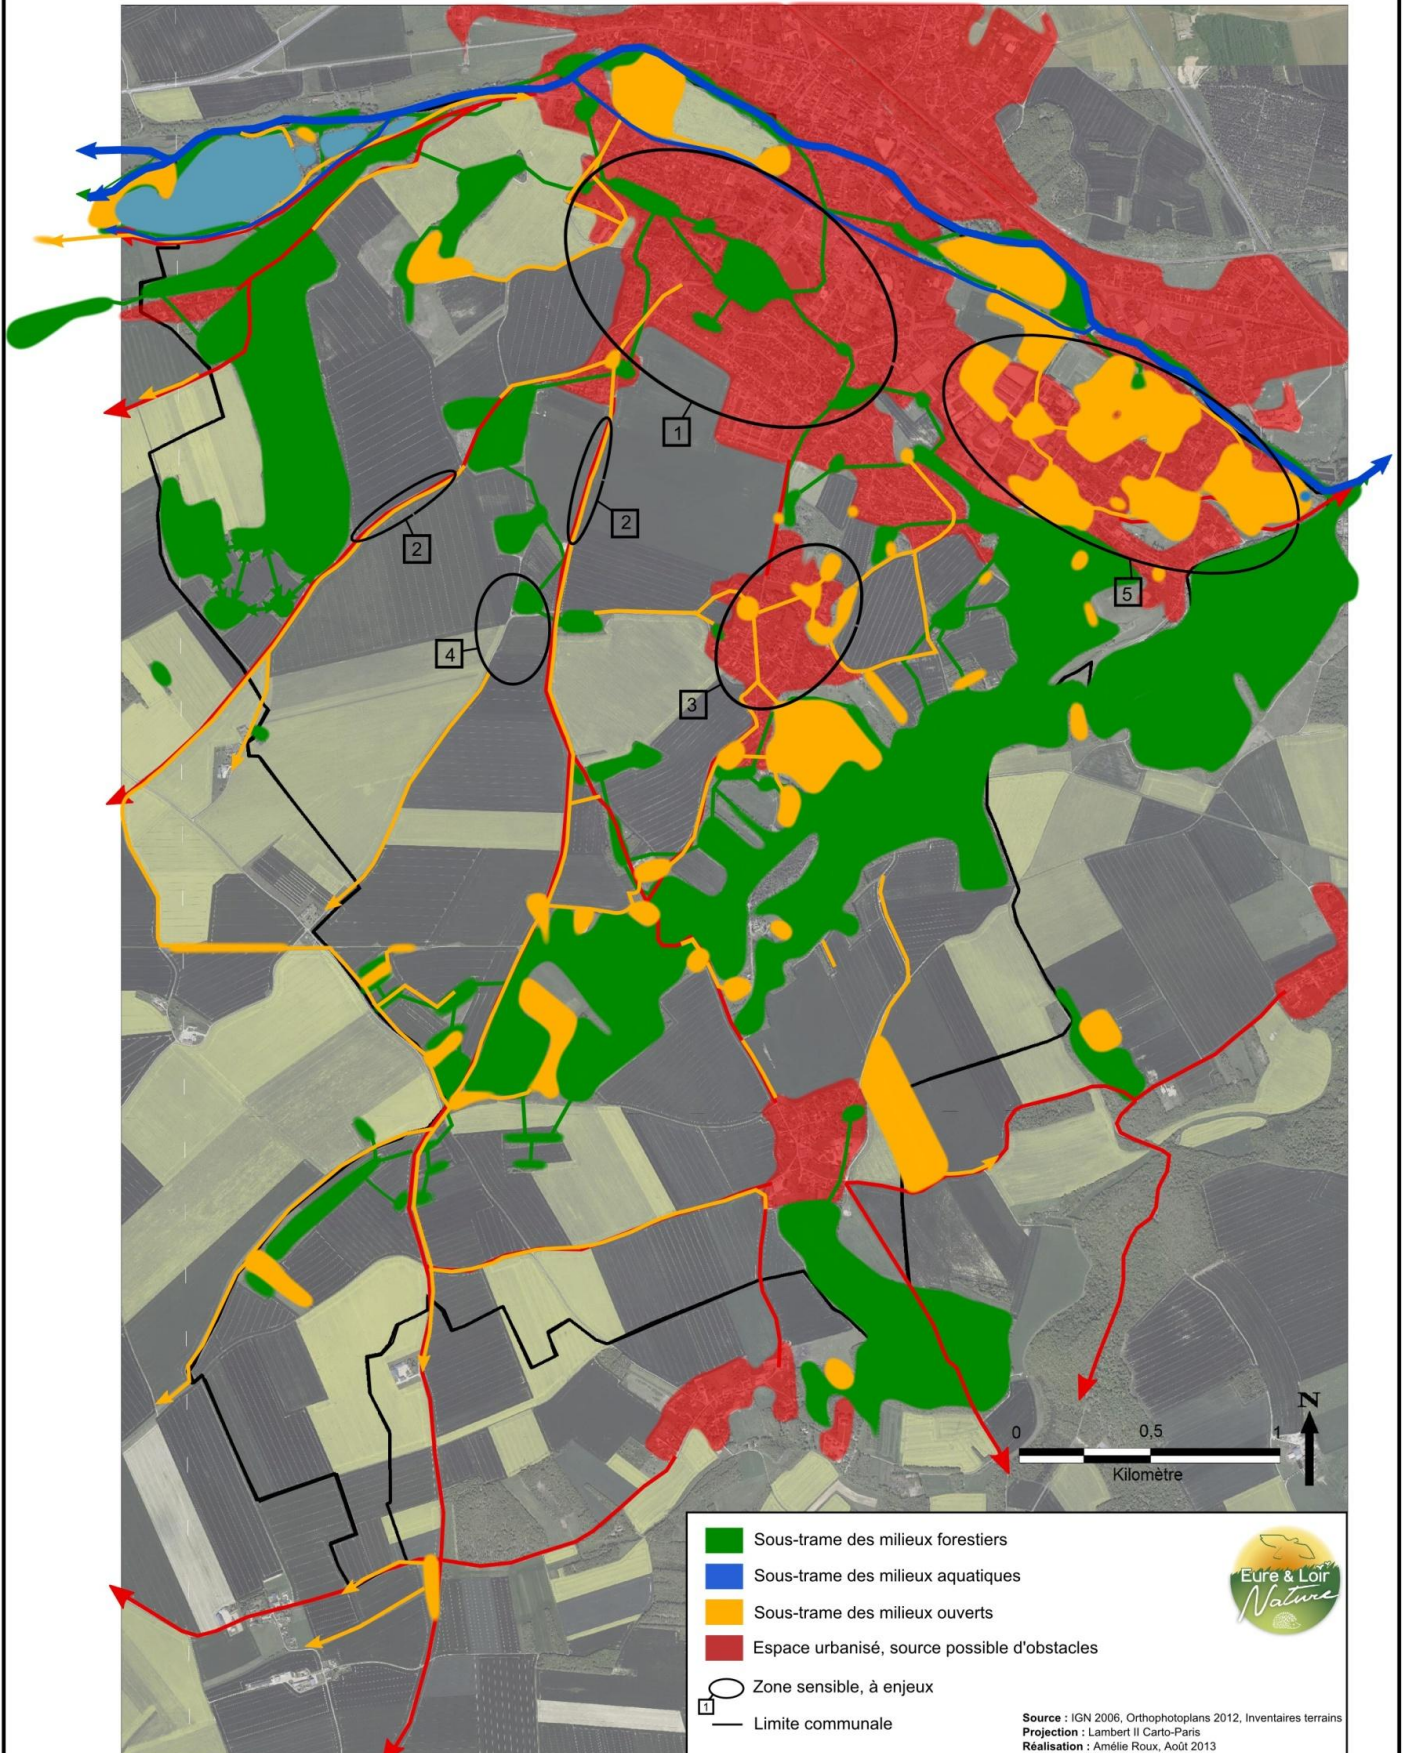 1
2
2
4
3
5
N
0 0,5 1
Kilomètre
Sous-trame des milieux forestiers
Sous-trame des milieux aquatiques
Sous-trame des milieux ouverts
Espace urbanisé, source possible d'obstacles
Zone sensible, à enjeux
1
Limite communale
Eure & Loir
Nature
Source : IGN 2006, Orthophotoplans 2012, Inventaires terrains
Projection : Lambert II Carto-Paris
Réalisation : Amélie Roux, Août 2013